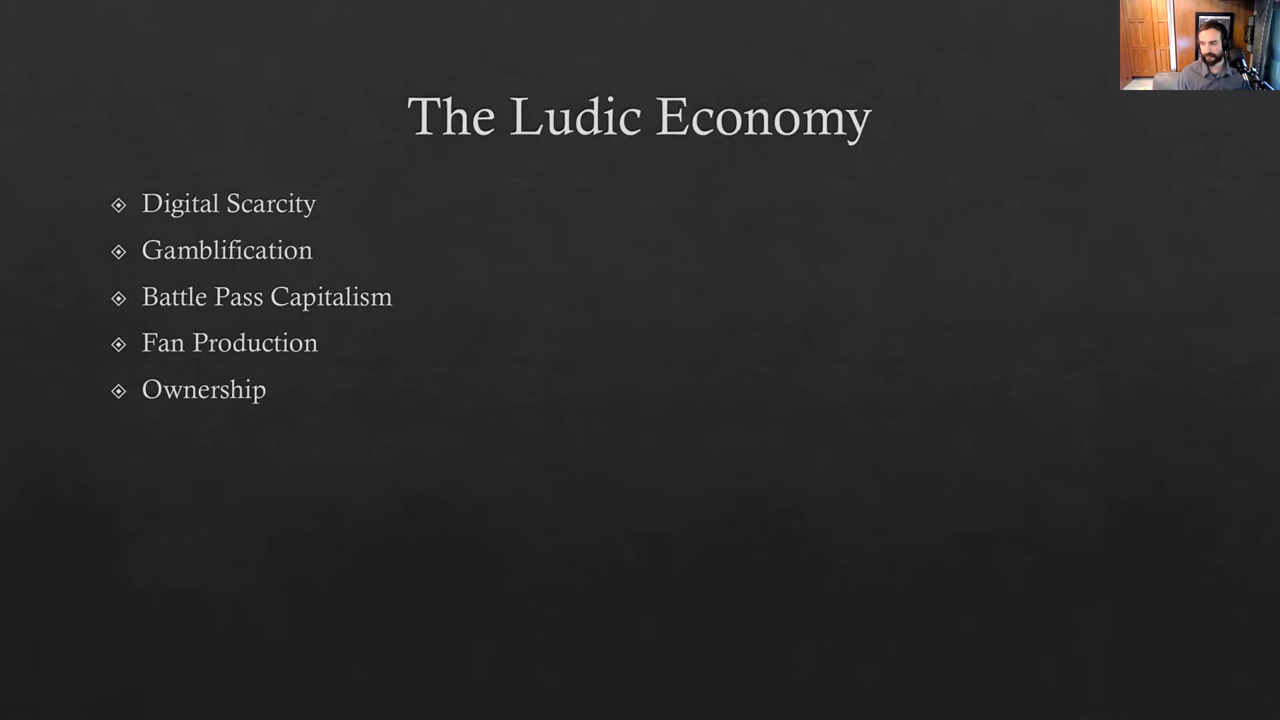 The Ludic Economy
Digital Scarcity
Gamblification
Battle Pass Capitalism
Fan Production
Ownership